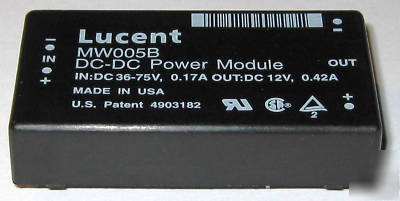 Lucent
MW005B
DC-DC Power Module
IN:DC 36-75V, 0.17A OUT:DC 12V, 0.42A
MADE IN USA
U.S. Patent 4903182
- IN +
OUT
- +
2